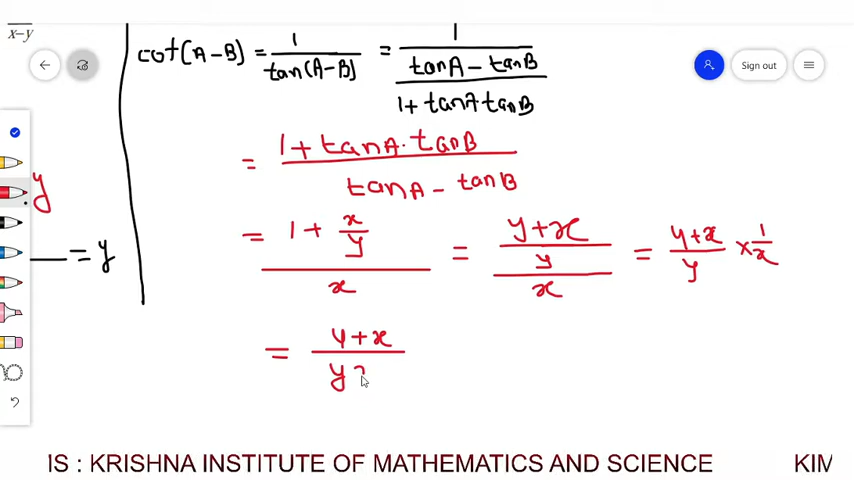 x-y
Sign out
cot(A-B) = 1/tan(A-B) = 1/((tanA - tanB)/(1 + tanA tanB))
= (1 + tanA · tanB)/(tanA - tanB)
y
= (1 + x/y)/x = ((y+x)/y)/x = (y+x)/y × 1/x
= y
= (y+x)/y
IS : KRISHNA INSTITUTE OF MATHEMATICS AND SCIENCE KIM